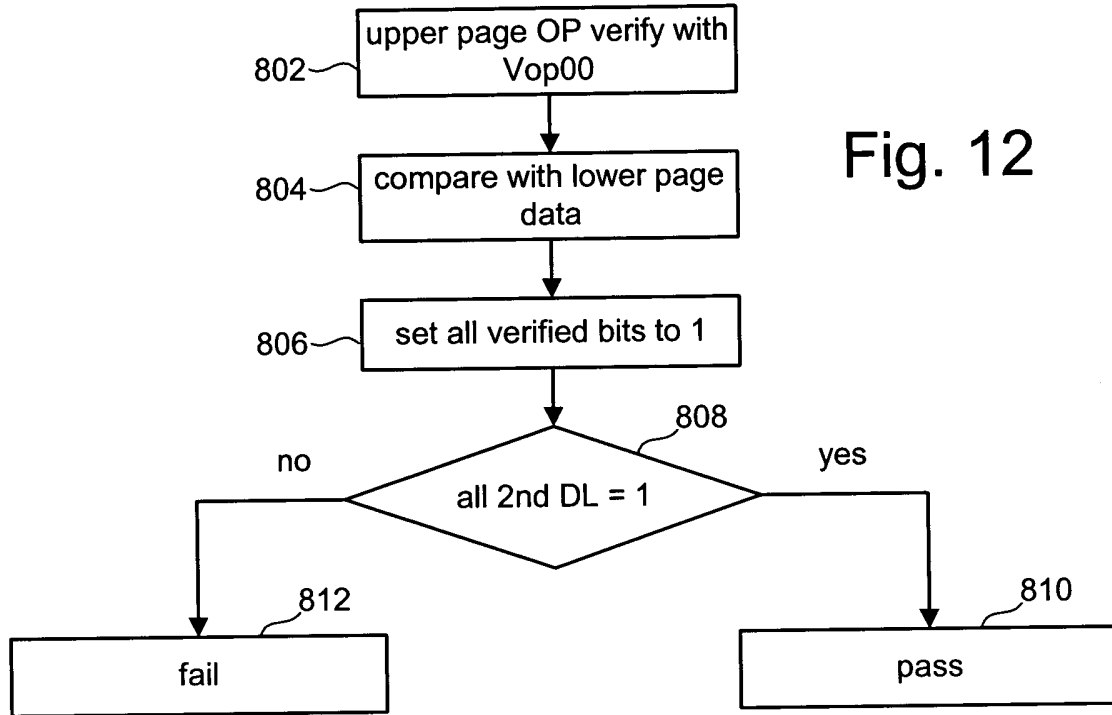 upper page OP verify with
Vop00
802
Fig. 12
compare with lower page
data
804
set all verified bits to 1
806
808
no
yes
all 2nd DL = 1
812
810
fail
pass